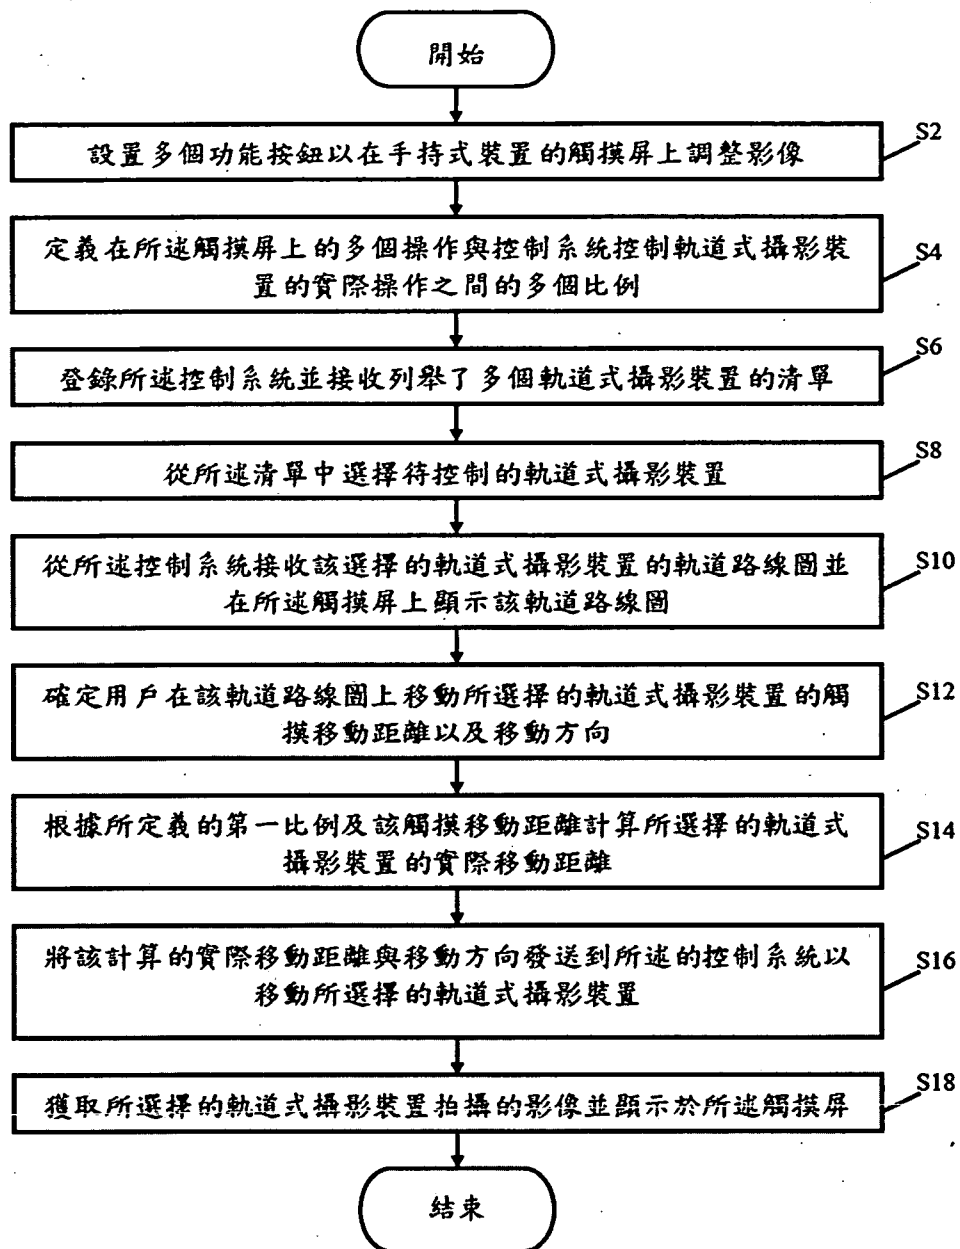 開始
設置多個功能按鈕以在手持式裝置的觸摸屏上調整影像
S2
定義在所述觸摸屏上的多個操作與控制系統控制軌道式攝影裝
置的實際操作之間的多個比例
S4
登錄所述控制系統並接收列舉了多個軌道式攝影裝置的清單
S6
從所述清單中選擇待控制的軌道式攝影裝置
S8
從所述控制系統接收該選擇的軌道式攝影裝置的軌道路線圖並
在所述觸摸屏上顯示該軌道路線圖
S10
確定用戶在該軌道路線圖上移動所選擇的軌道式攝影裝置的觸
摸移動距離以及移動方向
S12
根據所定義的第一比例及該觸摸移動距離計算所選擇的軌道式
攝影裝置的實際移動距離
S14
將該計算的實際移動距離與移動方向發送到所述的控制系統以
移動所選擇的軌道式攝影裝置
S16
獲取所選擇的軌道式攝影裝置拍攝的影像並顯示於所述觸摸屏
S18
結束